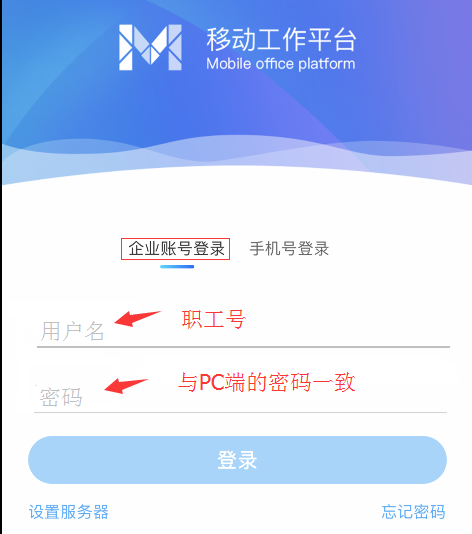 移动工作平台
Mobile office platform
企业账号登录 手机号登录
用户名 职工号
密码 与PC端的密码一致
登录
设置服务器 忘记密码